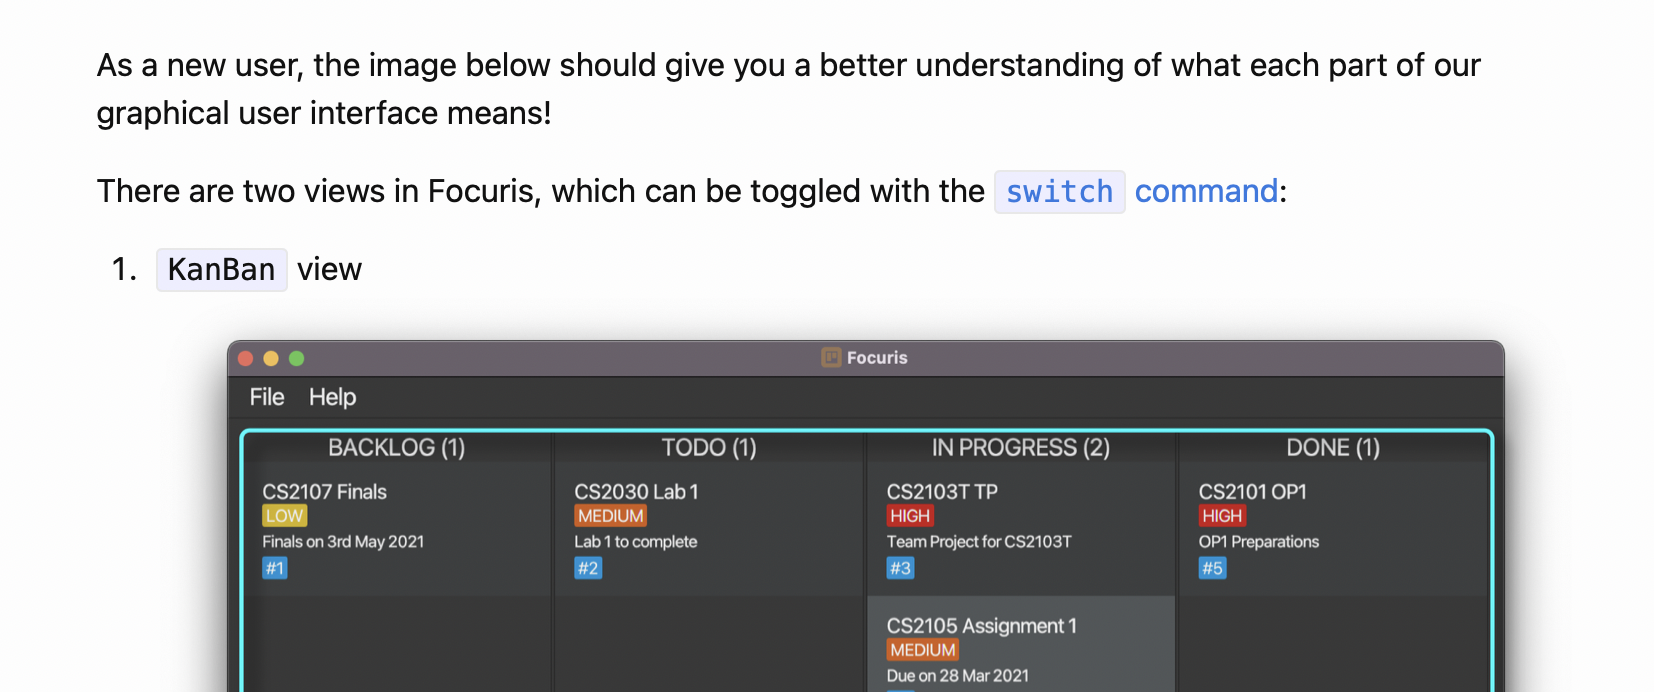 As a new user, the image below should give you a better understanding of what each part of our
graphical user interface means!
There are two views in Focuris, which can be toggled with the switch command:
1. KanBan view
Focuris
File Help
BACKLOG (1)
CS2107 Finals
LOW
Finals on 3rd May 2021
#1
TODO (1)
CS2030 Lab 1
MEDIUM
Lab 1 to complete
#2
IN PROGRESS (2)
CS2103T TP
HIGH
Team Project for CS2103T
#3
CS2105 Assignment 1
MEDIUM
Due on 28 Mar 2021
DONE (1)
CS2101 OP1
HIGH
OP1 Preparations
#5